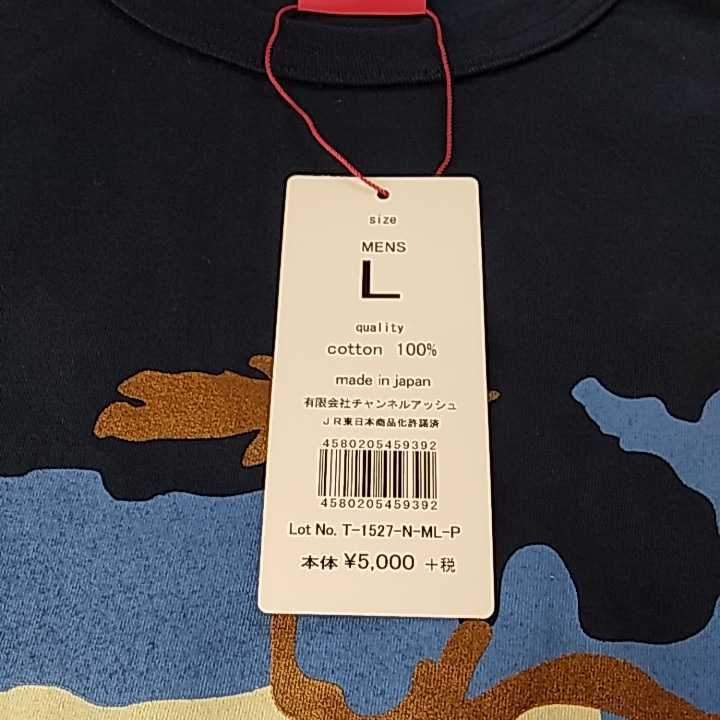 size
MENS
L
quality
cotton 100%
made in japan
有限会社チャンネルアッシュ
JR東日本商品化許諾済
4580205459392
4580205459392
Lot No. T-1527-N-ML-P
本体 ¥5,000 +税